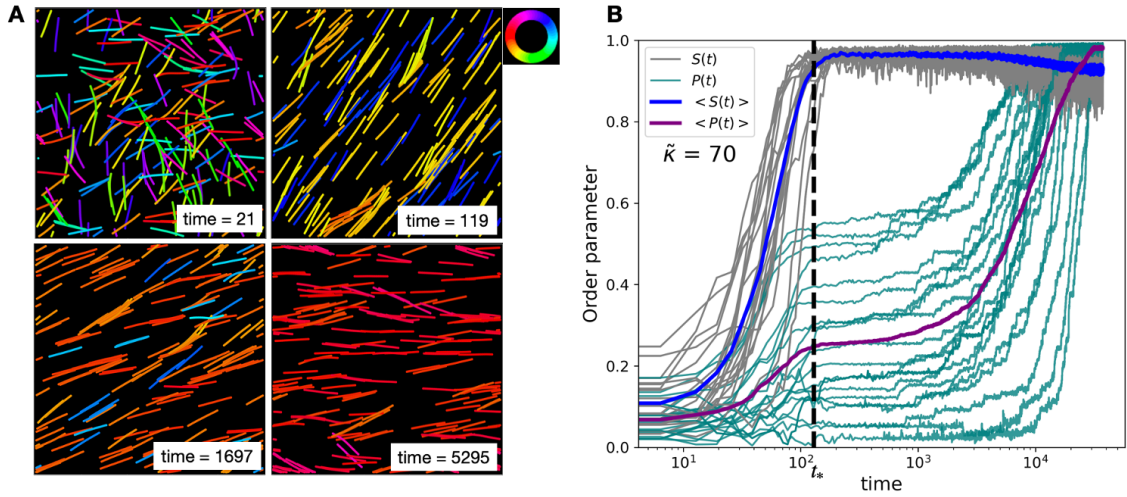 A
time = 21
time = 119
time = 1697
time = 5295
B
S(t)
P(t)
< S(t) >
< P(t) >
κ̃ = 70
Order parameter
1.0
0.8
0.6
0.4
0.2
0.0
10¹ 10² 10³ 10⁴
t*
time